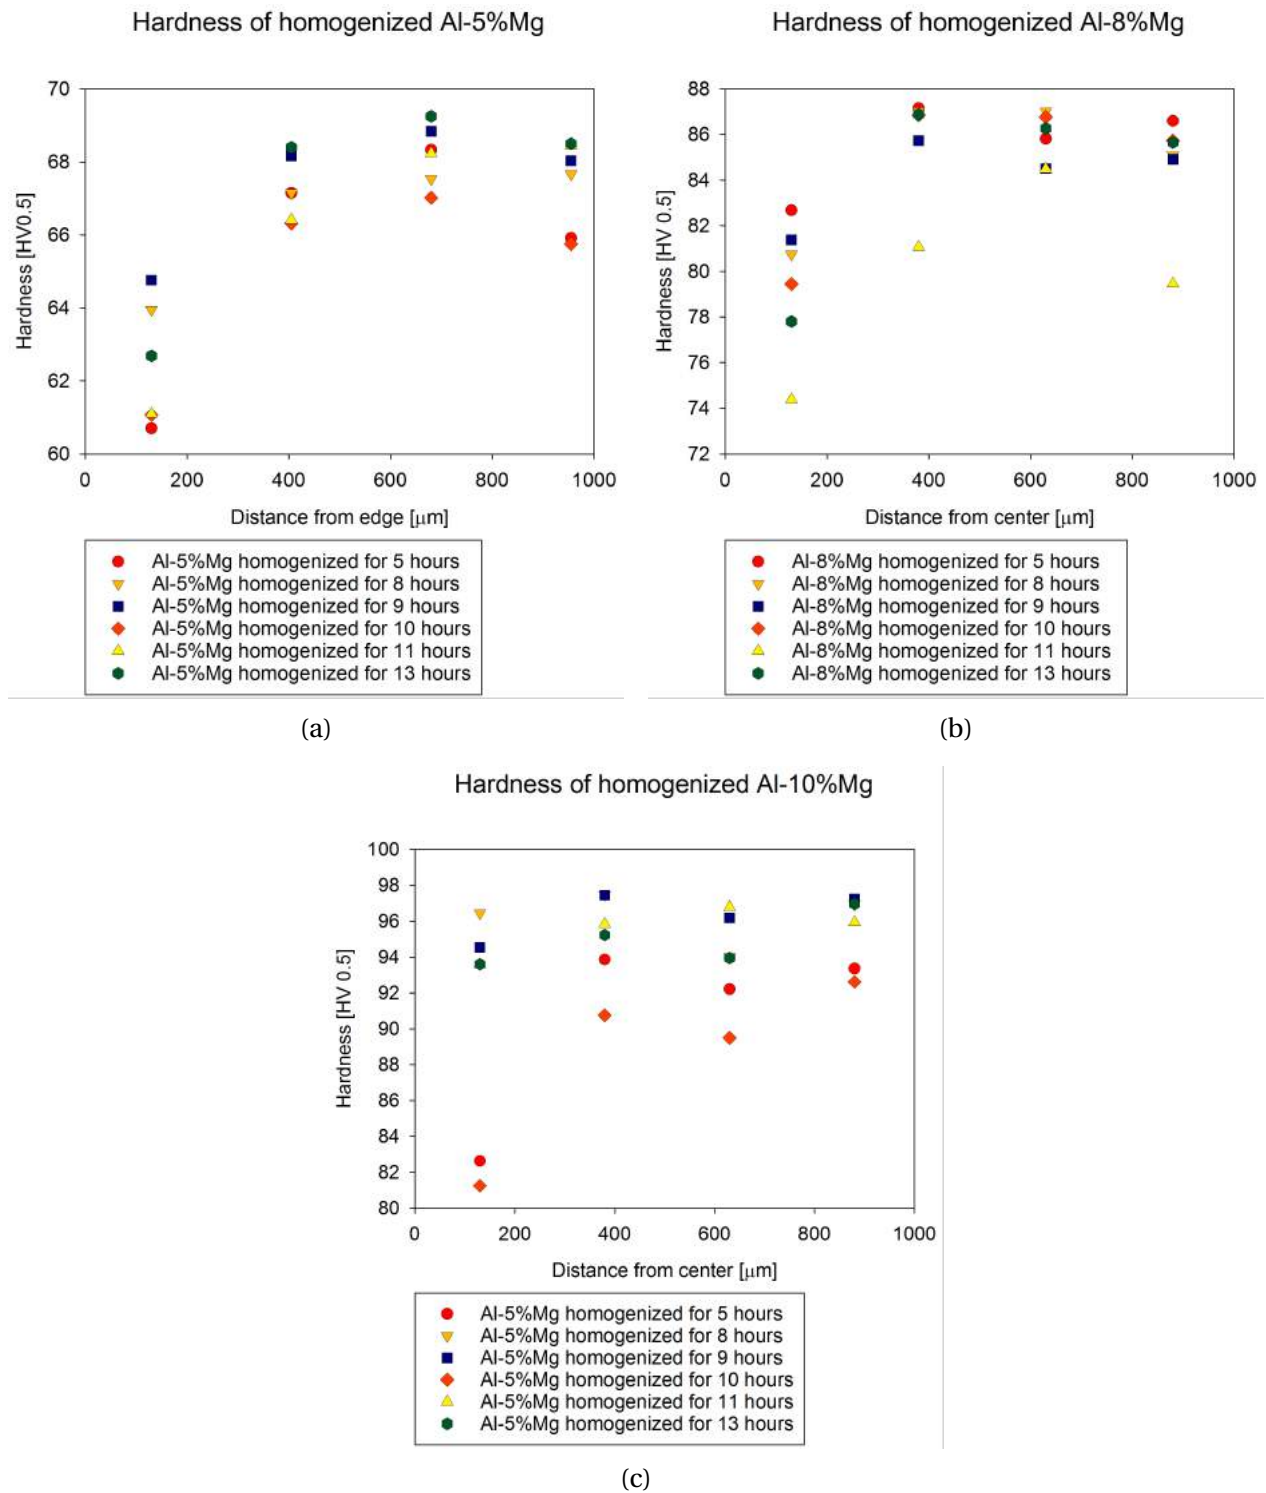 Hardness of homogenized Al-5%Mg
Hardness [HV0.5]
70
68
66
64
62
60
0 200 400 600 800 1000
Distance from edge [μm]
Al-5%Mg homogenized for 5 hours
Al-5%Mg homogenized for 8 hours
Al-5%Mg homogenized for 9 hours
Al-5%Mg homogenized for 10 hours
Al-5%Mg homogenized for 11 hours
Al-5%Mg homogenized for 13 hours
(a)
Hardness of homogenized Al-8%Mg
Hardness [HV 0.5]
88
86
84
82
80
78
76
74
72
0 200 400 600 800 1000
Distance from center [μm]
Al-8%Mg homogenized for 5 hours
Al-8%Mg homogenized for 8 hours
Al-8%Mg homogenized for 9 hours
Al-8%Mg homogenized for 10 hours
Al-8%Mg homogenized for 11 hours
Al-8%Mg homogenized for 13 hours
(b)
Hardness of homogenized Al-10%Mg
Hardness [HV 0.5]
100
98
96
94
92
90
88
86
84
82
80
0 200 400 600 800 1000
Distance from center [μm]
Al-5%Mg homogenized for 5 hours
Al-5%Mg homogenized for 8 hours
Al-5%Mg homogenized for 9 hours
Al-5%Mg homogenized for 10 hours
Al-5%Mg homogenized for 11 hours
Al-5%Mg homogenized for 13 hours
(c)